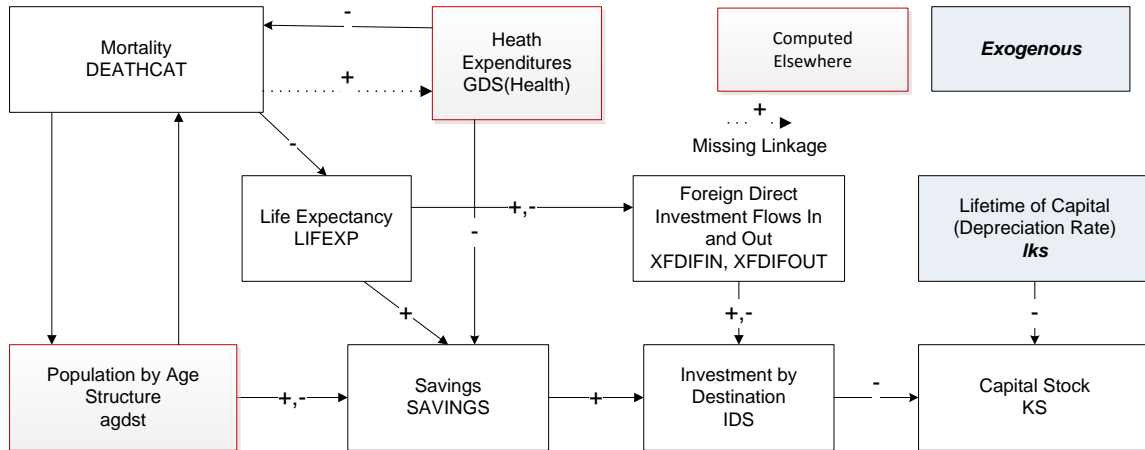 -
Mortality
DEATHCAT
+
Heath
Expenditures
GDS(Health)
Computed
Elsewhere
Exogenous
+
Missing Linkage
-
Life Expectancy
LIFEXP
+,-
Foreign Direct
Investment Flows In
and Out
XFDIFIN, XFDIFOUT
Lifetime of Capital
(Depreciation Rate)
lks
-
+
+,-
-
Population by Age
Structure
agdst
+,-
Savings
SAVINGS
+
Investment by
Destination
IDS
-
Capital Stock
KS